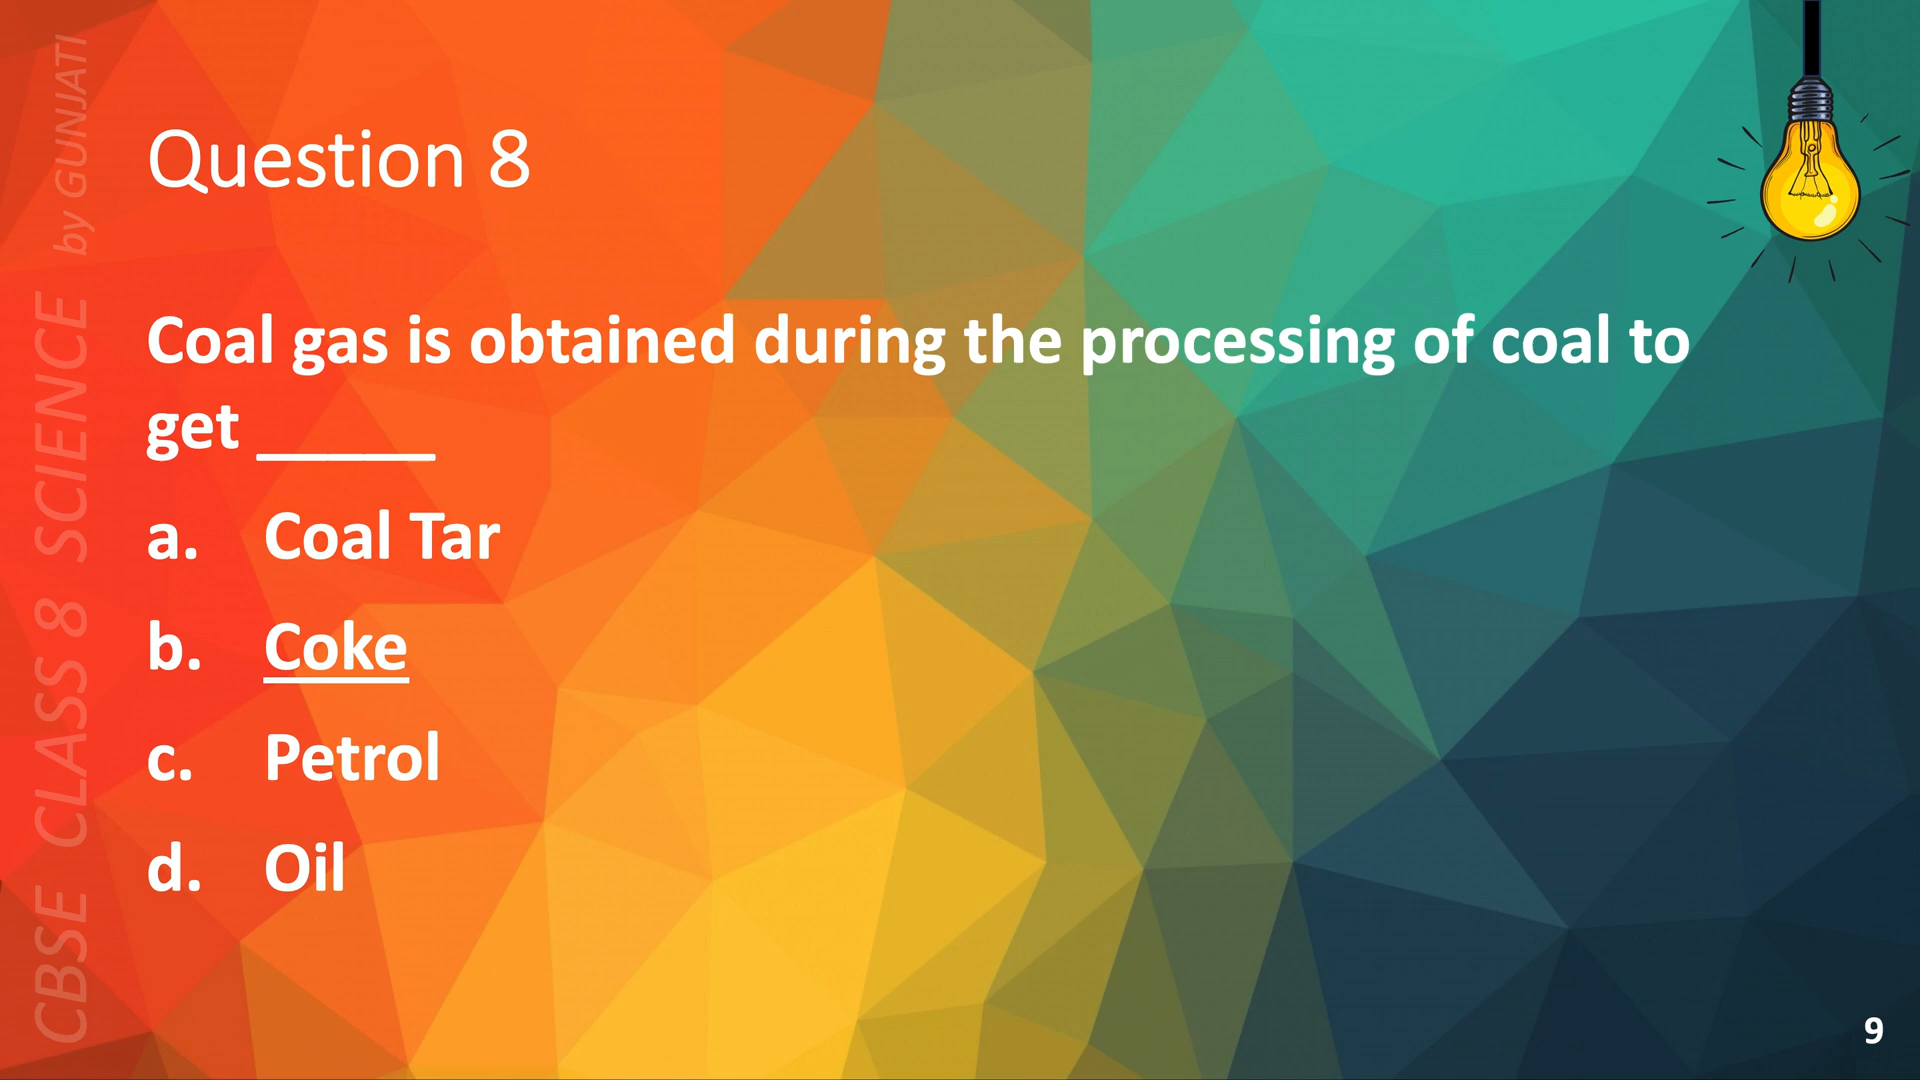 CBSE CLASS 8 SCIENCE by GUNJATI
Question 8
Coal gas is obtained during the processing of coal to
get _____
a. Coal Tar
b. Coke
c. Petrol
d. Oil
9